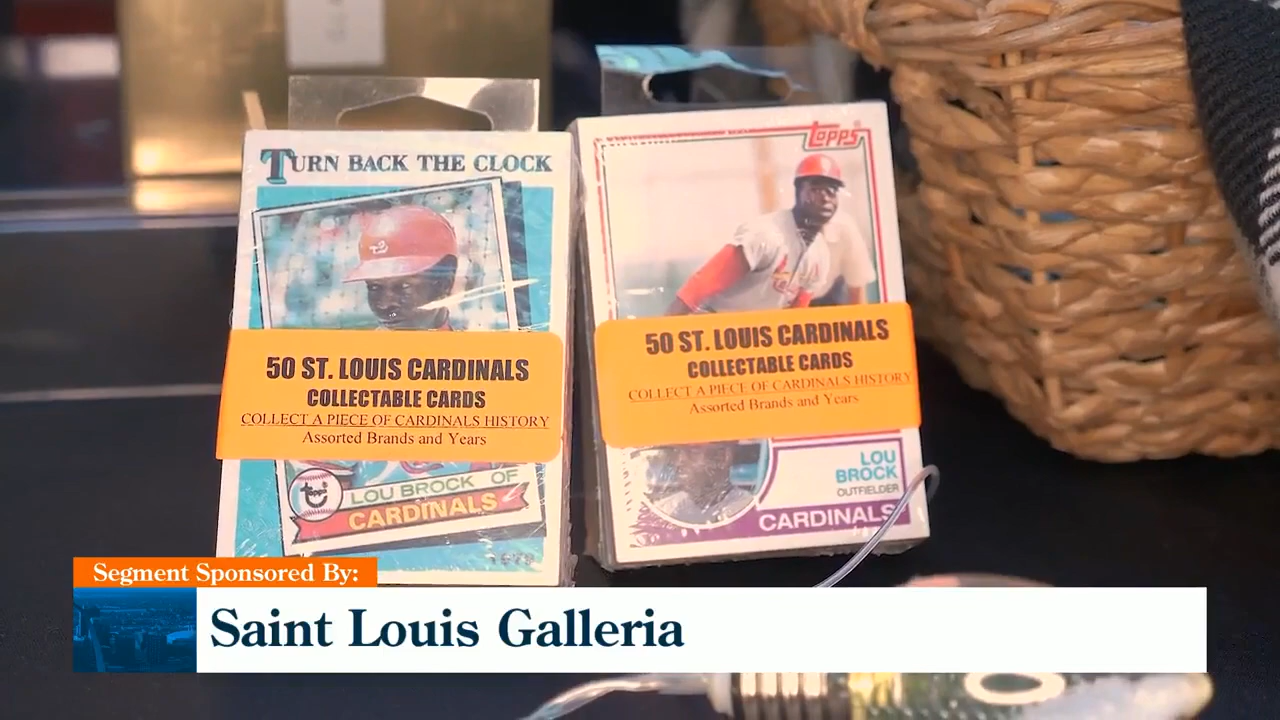 TURN BACK THE CLOCK
50 ST. LOUIS CARDINALS
COLLECTABLE CARDS
COLLECT A PIECE OF CARDINALS HISTORY
Assorted Brands and Years
topps
LOU BROCK OF
CARDINALS
1979
TOPPS
50 ST. LOUIS CARDINALS
COLLECTABLE CARDS
COLLECT A PIECE OF CARDINALS HISTORY
Assorted Brands and Years
LOU
BROCK
OUTFIELDER
CARDINALS
Segment Sponsored By:
Saint Louis Galleria